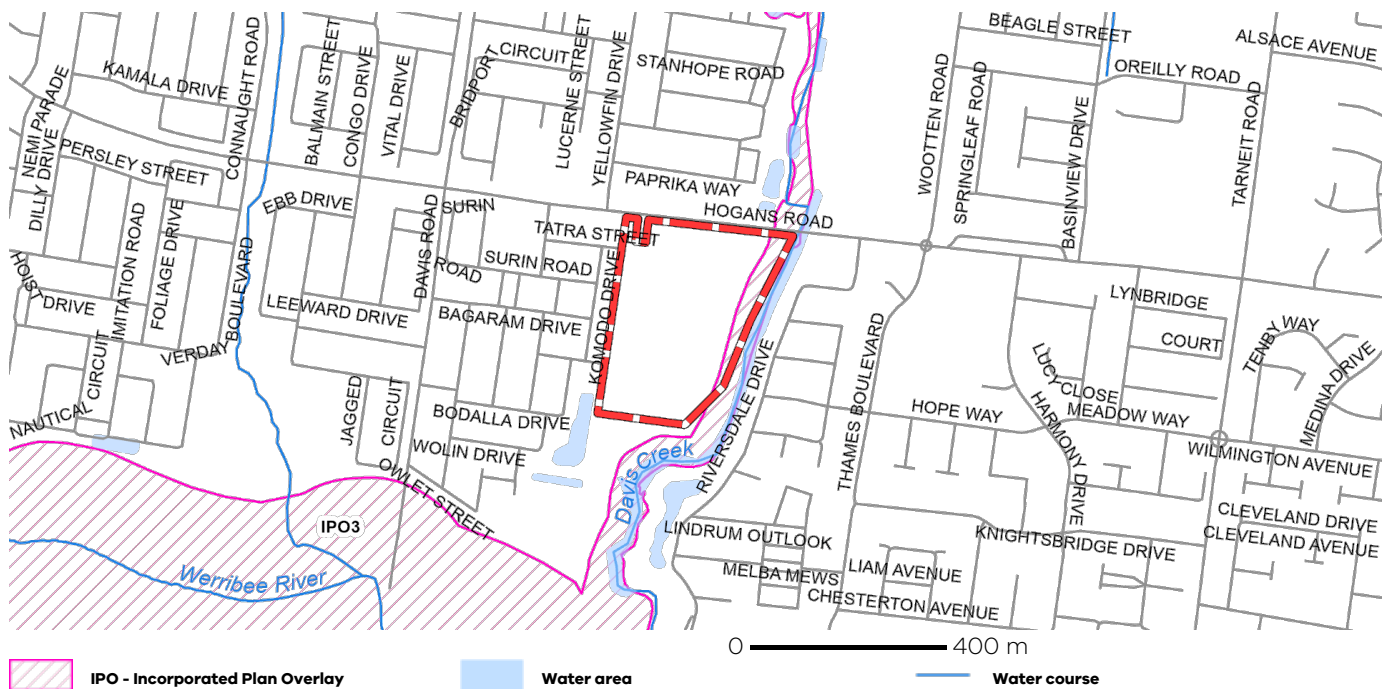 BEAGLE STREET
ALSACE AVENUE
OREILLY ROAD
KAMALA DRIVE
CONNAUGHT ROAD
BALMAIN STREET
CONGO DRIVE
VITAL DRIVE
BRIDPORT
CIRCUIT
LUCERNE STREET
YELLOWFIN DRIVE
STANHOPE ROAD
WOOTTEN ROAD
SPRINGLEAF ROAD
BASINVIEW DRIVE
TARNEIT ROAD
NEMI PARADE
DILLY DRIVE
PERSLEY STREET
PAPRIKA WAY
EBB DRIVE
SURIN
ROAD
HOGANS ROAD
TATRA STREET
SURIN ROAD
IMITATION ROAD
FOLIAGE DRIVE
DAVIS ROAD
KOMODO DRIVE
HOIST
DRIVE
LEEWARD DRIVE
BAGARAM DRIVE
VERDAY
BOULEVARD
CIRCUIT
NAUTICAL
JAGGED
CIRCUIT
BODALLA DRIVE
WOLIN DRIVE
OWLET STREET
RIVERSDALE DRIVE
THAMES BOULEVARD
LYNBRIDGE
COURT
TENBY WAY
MEDINA DRIVE
LUCY
CLOSE
HARMONY DRIVE
HOPE WAY
MEADOW WAY
WILMINGTON AVENUE
Davis Creek
IPO3
Werribee River
LINDRUM OUTLOOK
MELBA MEWS
LIAM AVENUE
CHESTERTON AVENUE
KNIGHTSBRIDGE DRIVE
CLEVELAND DRIVE
CLEVELAND AVENUE
0 400 m
IPO - Incorporated Plan Overlay
Water area
Water course